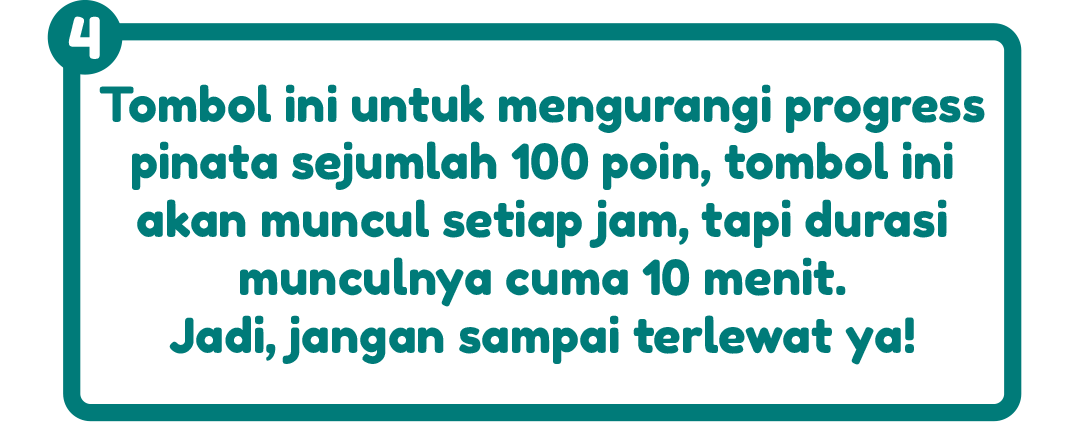 4
Tombol ini untuk mengurangi progress
pinata sejumlah 100 poin, tombol ini
akan muncul setiap jam, tapi durasi
munculnya cuma 10 menit.
Jadi, jangan sampai terlewat ya!